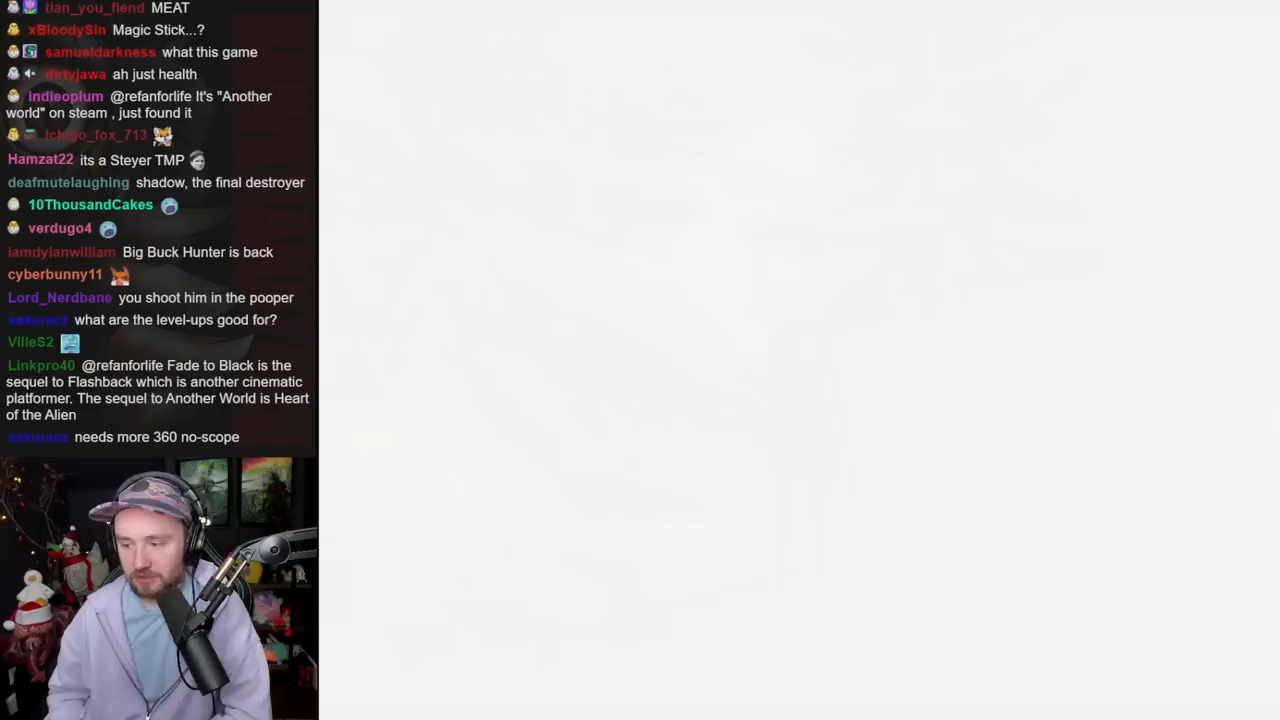 tian_you_fiend MEAT
xBloodySin Magic Stick...?
samueldarkness what this game
dirtyjawa ah just health
indieopium @refanforlife It's "Another
world" on steam , just found it
Ichigo_fox_713
Hamzat22 its a Steyer TMP
deafmutelaughing shadow, the final destroyer
10ThousandCakes
verdugo4
iamdylanwilliam Big Buck Hunter is back
cyberbunny11
Lord_Nerdbane you shoot him in the pooper
what are the level-ups good for?
VilleS2
Linkpro40 @refanforlife Fade to Black is the
sequel to Flashback which is another cinematic
platformer. The sequel to Another World is Heart
of the Alien
needs more 360 no-scope